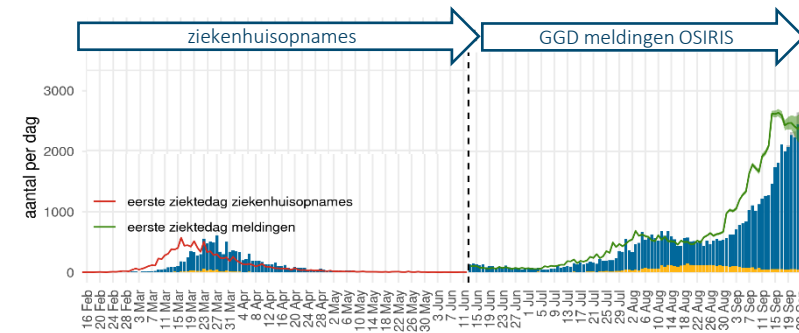 ziekenhuisopnames
GGD meldingen OSIRIS
aantal per dag
3000
2000
1000
0
eerste ziektedag ziekenhuisopnames
eerste ziektedag meldingen
16 Feb
20 Feb
24 Feb
28 Feb
3 Mar
7 Mar
11 Mar
15 Mar
19 Mar
23 Mar
27 Mar
31 Mar
4 Apr
8 Apr
12 Apr
16 Apr
20 Apr
24 Apr
28 Apr
2 May
6 May
10 May
14 May
18 May
22 May
26 May
30 May
3 Jun
7 Jun
11 Jun
15 Jun
19 Jun
23 Jun
27 Jun
1 Jul
5 Jul
9 Jul
13 Jul
17 Jul
21 Jul
25 Jul
29 Jul
2 Aug
6 Aug
10 Aug
14 Aug
18 Aug
22 Aug
26 Aug
30 Aug
3 Sep
7 Sep
11 Sep
15 Sep
19 Sep